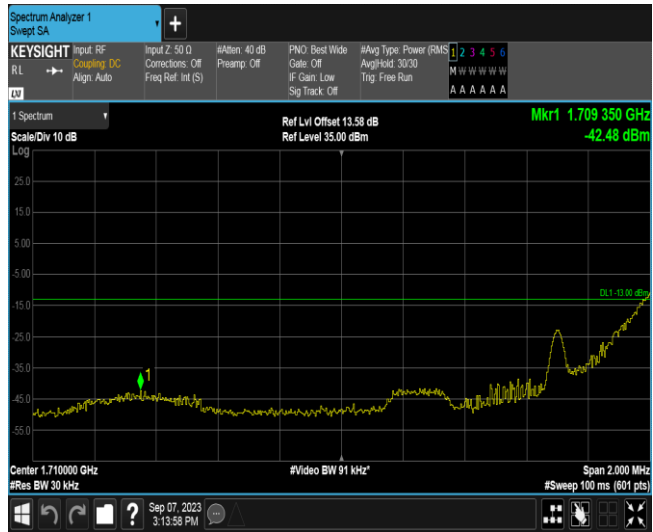 Spectrum Analyzer 1
Swept SA
+
KEYSIGHT
RL
LXI
Input: RF
Coupling: DC
Align: Auto
Input Z: 50 Ω
Corrections: Off
Freq Ref: Int (S)
#Atten: 40 dB
Preamp: Off
PNO: Best Wide
Gate: Off
IF Gain: Low
Sig Track: Off
#Avg Type: Power (RMS
Avg|Hold: 30/30
Trig: Free Run
1 2 3 4 5 6
M W W W W W
A A A A A A
1 Spectrum
Scale/Div 10 dB
Log
Ref Lvl Offset 13.58 dB
Ref Level 35.00 dBm
Mkr1 1.709 350 GHz
-42.48 dBm
25.0
15.0
5.00
-5.00
DL1 -13.00 dBm
-15.0
-25.0
-35.0
1
-45.0
-55.0
Center 1.710000 GHz
#Video BW 91 kHz*
Span 2.000 MHz
#Res BW 30 kHz
#Sweep 100 ms (601 pts)
?
Sep 07, 2023
3:13:58 PM